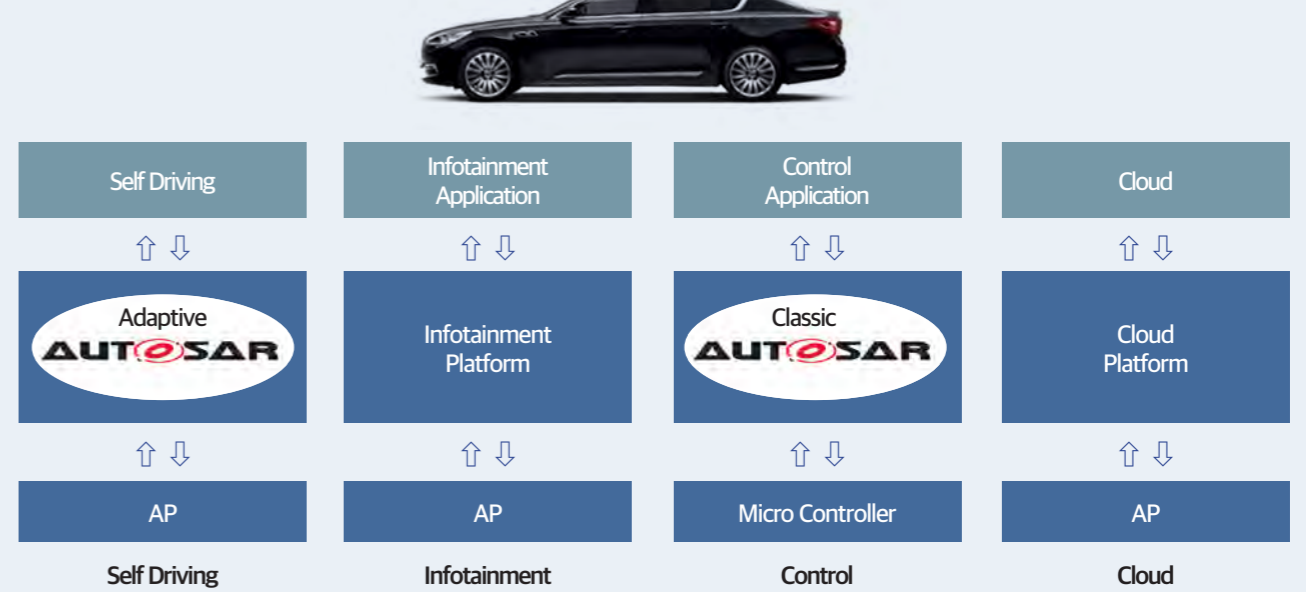 Self Driving
Infotainment
Application
Control
Application
Cloud
Adaptive
AUTOSAR
Infotainment
Platform
Classic
AUTOSAR
Cloud
Platform
AP
AP
Micro Controller
AP
Self Driving
Infotainment
Control
Cloud